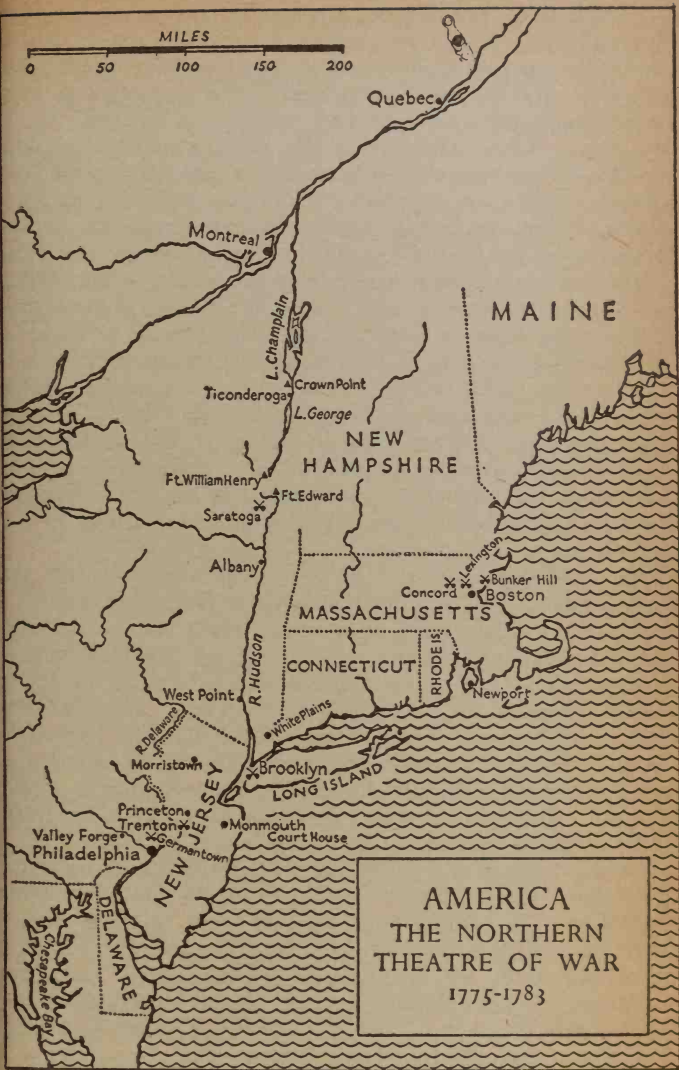 MILES
0 50 100 150 200
Quebec
Montreal
MAINE
L. Champlain
Crown Point
Ticonderoga
L. George
NEW
HAMPSHIRE
Ft. William Henry
Ft. Edward
Saratoga
Albany
Lexington
Concord
Bunker Hill
Boston
MASSACHUSETTS
R. Hudson
CONNECTICUT
RHODE IS.
Newport
West Point
White Plains
R. Delaware
Morristown
Brooklyn
LONG ISLAND
NEW JERSEY
Princeton
Trenton
Monmouth
Court House
Valley Forge
Germantown
Philadelphia
DELAWARE
Chesapeake Bay
AMERICA
THE NORTHERN
THEATRE OF WAR
1775-1783